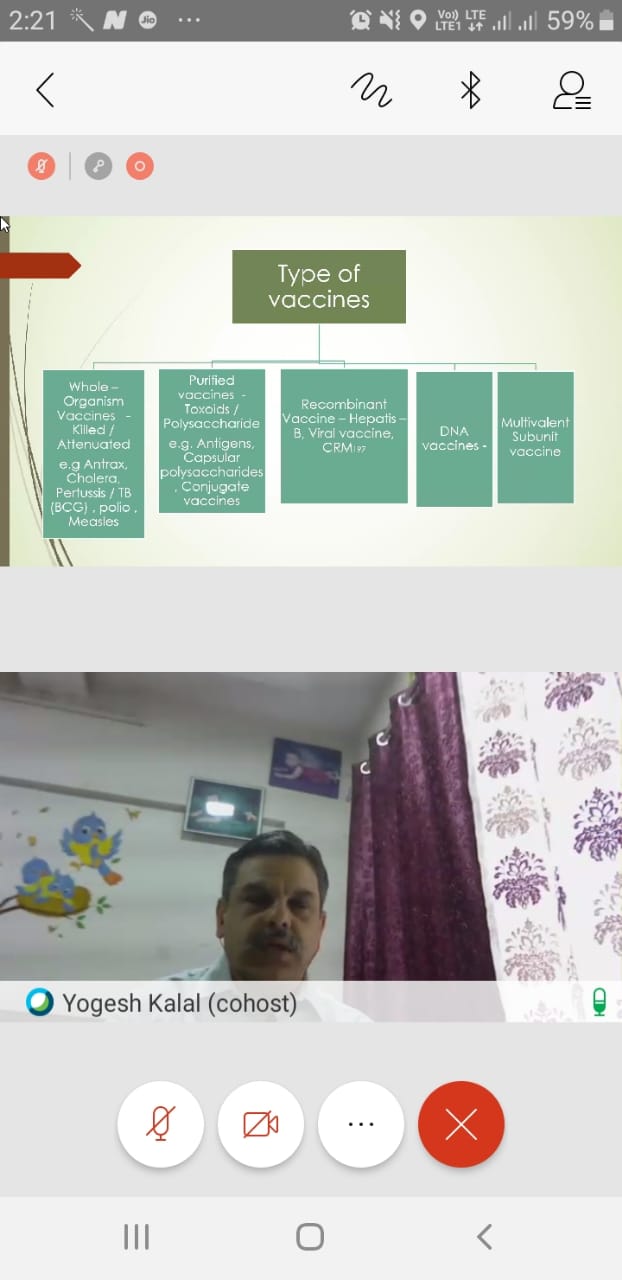 2:21
N
Jio
...
Vo)) LTE
LTE1
59%
Type of
vaccines
Whole –
Organism
Vaccines -
Killed /
Attenuated
e.g Antrax,
Cholera,
Pertussis / TB
(BCG) , polio ,
Measles
Purified
vaccines -
Toxoids /
Polysaccharide
e.g. Antigens,
Capsular
polysaccharides
, Conjugate
vaccines
Recombinant
Vaccine – Hepatis –
B, Viral vaccine,
CRM197
DNA
vaccines -
Multivalent
Subunit
vaccine
Yogesh Kalal (cohost)